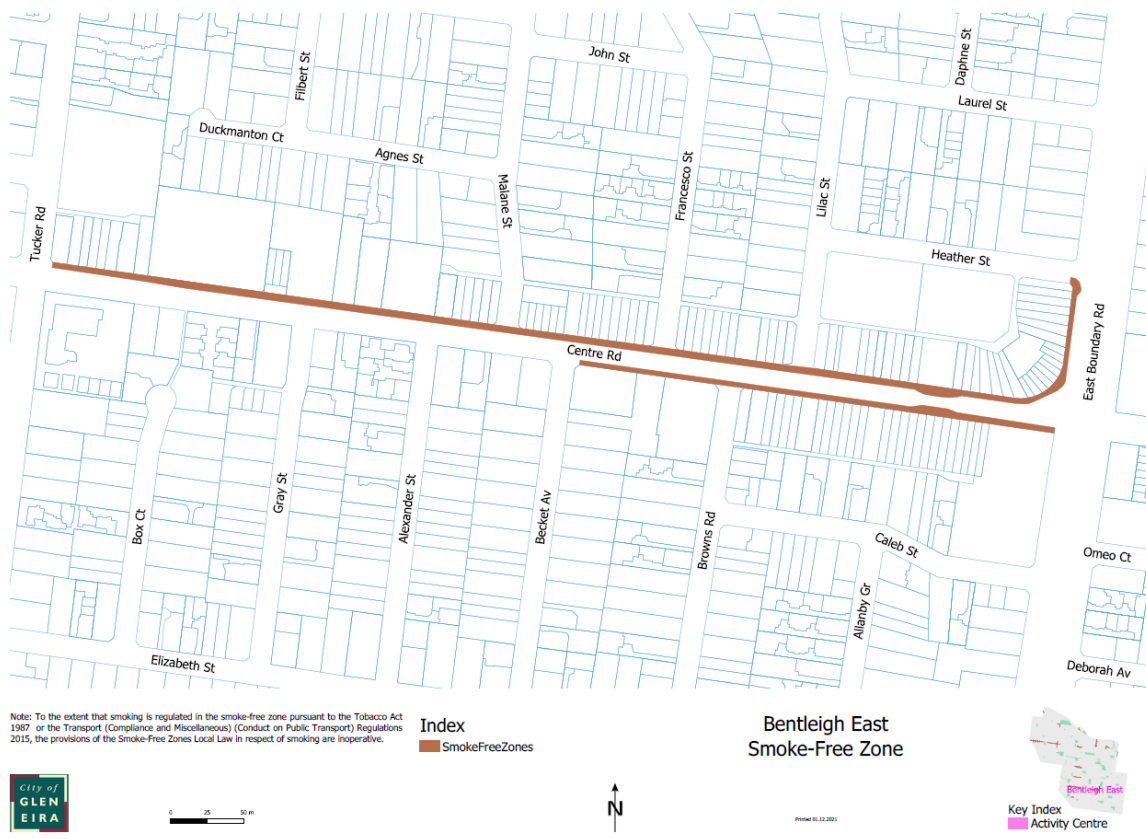 John St
Daphne St
Filbert St
Laurel St
Duckmanton Ct
Agnes St
Malane St
Francesco St
Lilac St
Tucker Rd
Heather St
East Boundary Rd
Centre Rd
Gray St
Alexander St
Becket Av
Browns Rd
Box Ct
Caleb St
Omeo Ct
Allanby Gr
Elizabeth St
Deborah Av
Note: To the extent that smoking is regulated in the smoke-free zone pursuant to the Tobacco Act
1987 or the Transport (Compliance and Miscellaneous) (Conduct on Public Transport) Regulations
2015, the provisions of the Smoke-Free Zones Local Law in respect of smoking are inoperative.
Index
SmokeFreeZones
Bentleigh East
Smoke-Free Zone
Bentleigh East
Key Index
Activity Centre
City of
GLEN
EIRA
0 25 50 m
N
Printed 01.12.2021